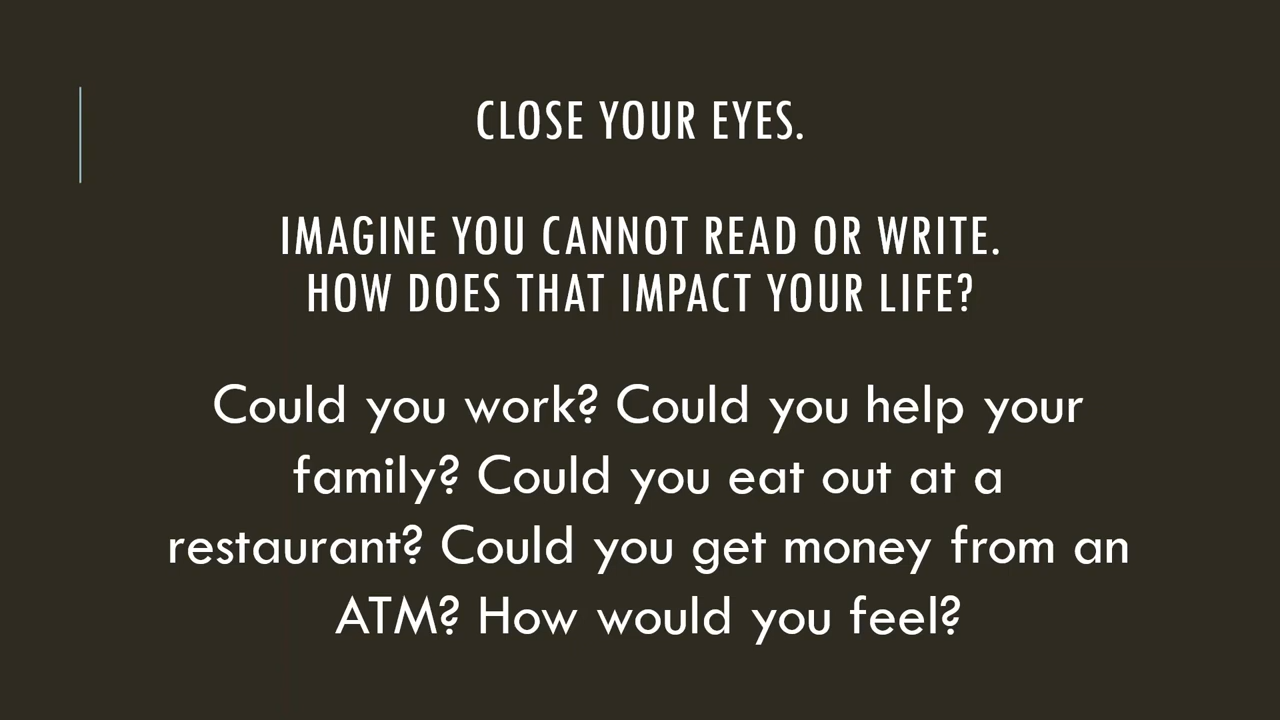 CLOSE YOUR EYES.
IMAGINE YOU CANNOT READ OR WRITE.
HOW DOES THAT IMPACT YOUR LIFE?
Could you work? Could you help your
family? Could you eat out at a
restaurant? Could you get money from an
ATM? How would you feel?